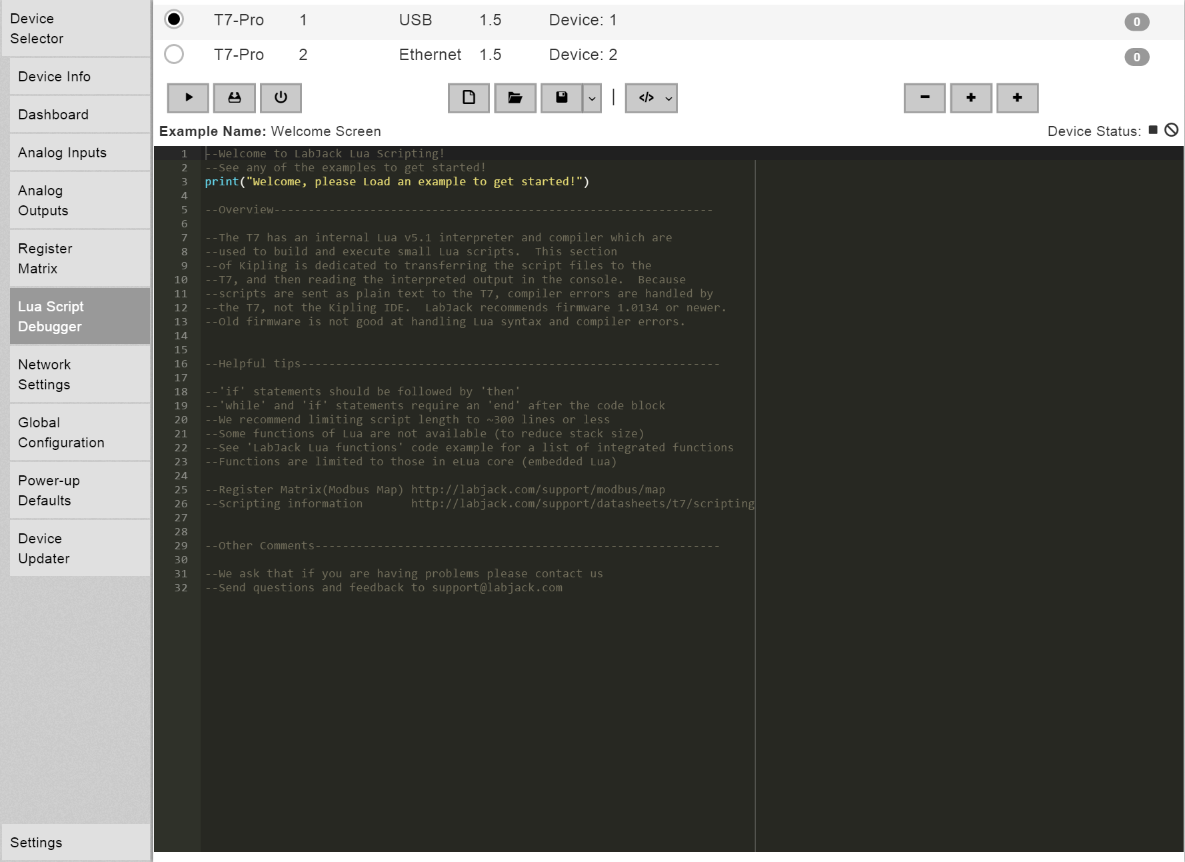 Device
Selector
Device Info
Dashboard
Analog Inputs
Analog
Outputs
Register
Matrix
Lua Script
Debugger
Network
Settings
Global
Configuration
Power-up
Defaults
Device
Updater
Settings
T7-Pro 1 USB 1.5 Device: 1 0
T7-Pro 2 Ethernet 1.5 Device: 2 0
Example Name: Welcome Screen Device Status:
1 --Welcome to LabJack Lua Scripting!
2 --See any of the examples to get started!
3 print("Welcome, please Load an example to get started!")
4
5 --Overview----------------------------------------------------------------
6
7 --The T7 has an internal Lua v5.1 interpreter and compiler which are
8 --used to build and execute small Lua scripts.  This section
9 --of Kipling is dedicated to transferring the script files to the
10 --T7, and then reading the interpreted output in the console.  Because
11 --scripts are sent as plain text to the T7, compiler errors are handled by
12 --the T7, not the Kipling IDE.  LabJack recommends firmware 1.0134 or newer.
13 --Old firmware is not good at handling Lua syntax and compiler errors.
14
15
16 --Helpful tips-------------------------------------------------------------
17
18 --'if' statements should be followed by 'then'
19 --'while' and 'if' statements require an 'end' after the code block
20 --We recommend limiting script length to ~300 lines or less
21 --Some functions of Lua are not available (to reduce stack size)
22 --See 'LabJack Lua functions' code example for a list of integrated functions
23 --Functions are limited to those in eLua core (embedded Lua)
24
25 --Register Matrix(Modbus Map) http://labjack.com/support/modbus/map
26 --Scripting information       http://labjack.com/support/datasheets/t7/scripting
27
28
29 --Other Comments-----------------------------------------------------------
30
31 --We ask that if you are having problems please contact us
32 --Send questions and feedback to support@labjack.com